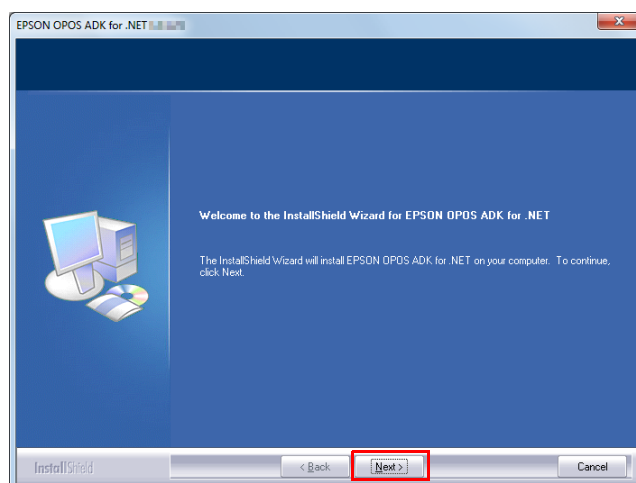 EPSON OPOS ADK for .NET
Welcome to the InstallShield Wizard for EPSON OPOS ADK for .NET
The InstallShield Wizard will install EPSON OPOS ADK for .NET on your computer. To continue,
click Next.
InstallShield
< Back
Next >
Cancel